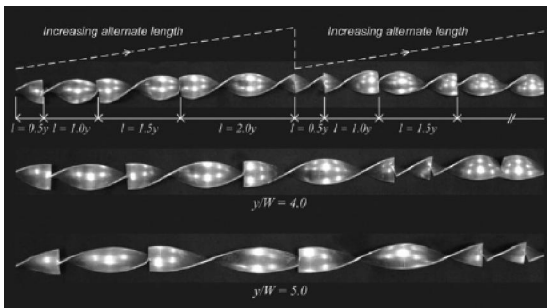 Increasing alternate length Increasing alternate length
l = 0.5y l = 1.0y l = 1.5y l = 2.0y l = 0.5y l = 1.0y l = 1.5y
y/W = 4.0
y/W = 5.0